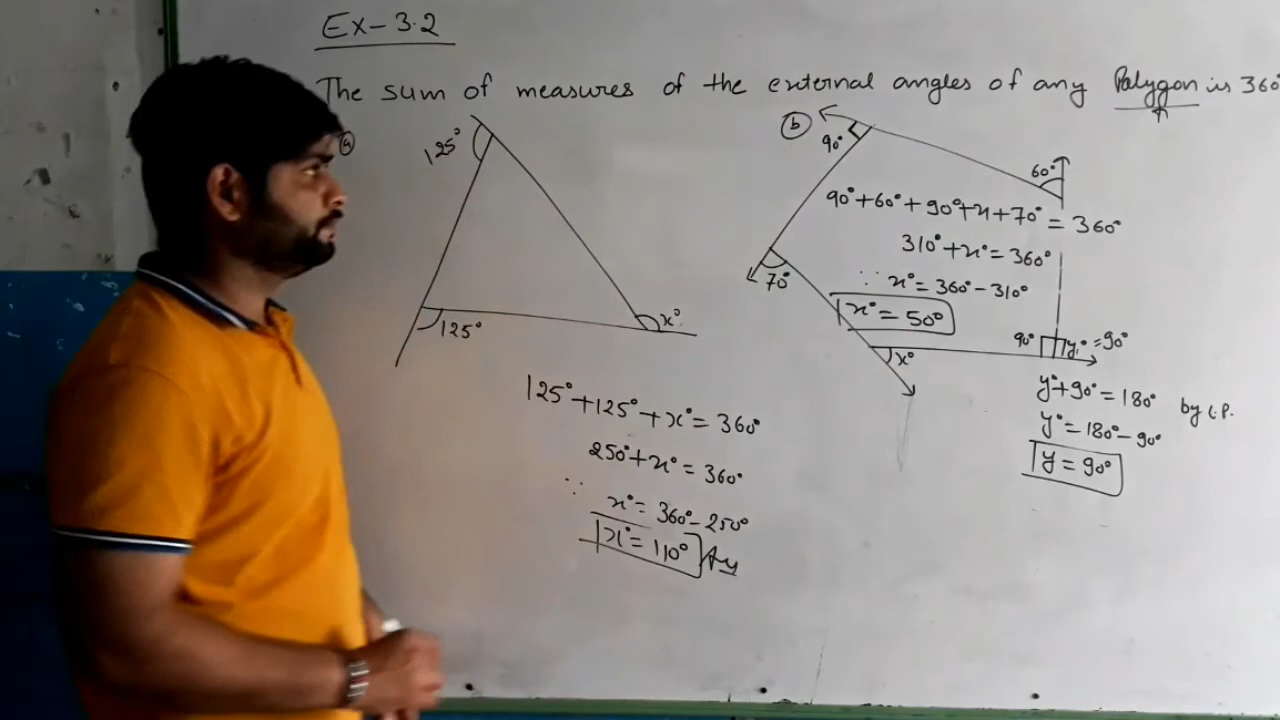 Ex-3.2
The sum of measures of the external angles of any Polygon is 360°
a
125°
125°
x°
125°+125°+x°=360°
250°+x°=360°
∵ x°=360°-250°
x°=110°
b
90°
60°
70°
90°
y°=90°
x°
90°+60°+90°+x+70°=360°
310°+x°=360°
∵ x°=360-310°
x°=50°
y°+90°=180° by L.P.
y°=180°-90°
y=90°